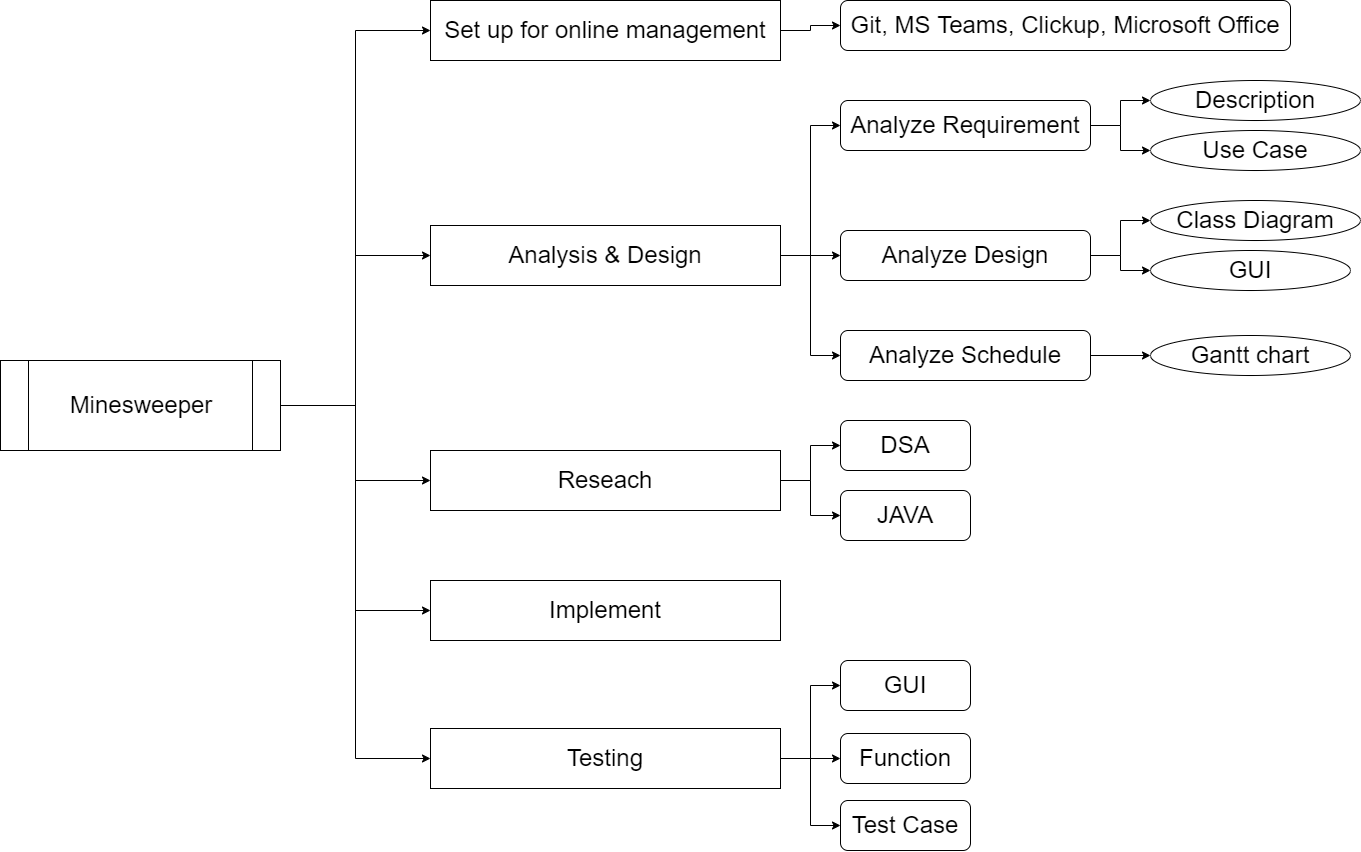 Set up for online management
Git, MS Teams, Clickup, Microsoft Office
Analysis & Design
Analyze Requirement
Description
Use Case
Analyze Design
Class Diagram
GUI
Analyze Schedule
Gantt chart
Minesweeper
Reseach
DSA
JAVA
Implement
Testing
GUI
Function
Test Case